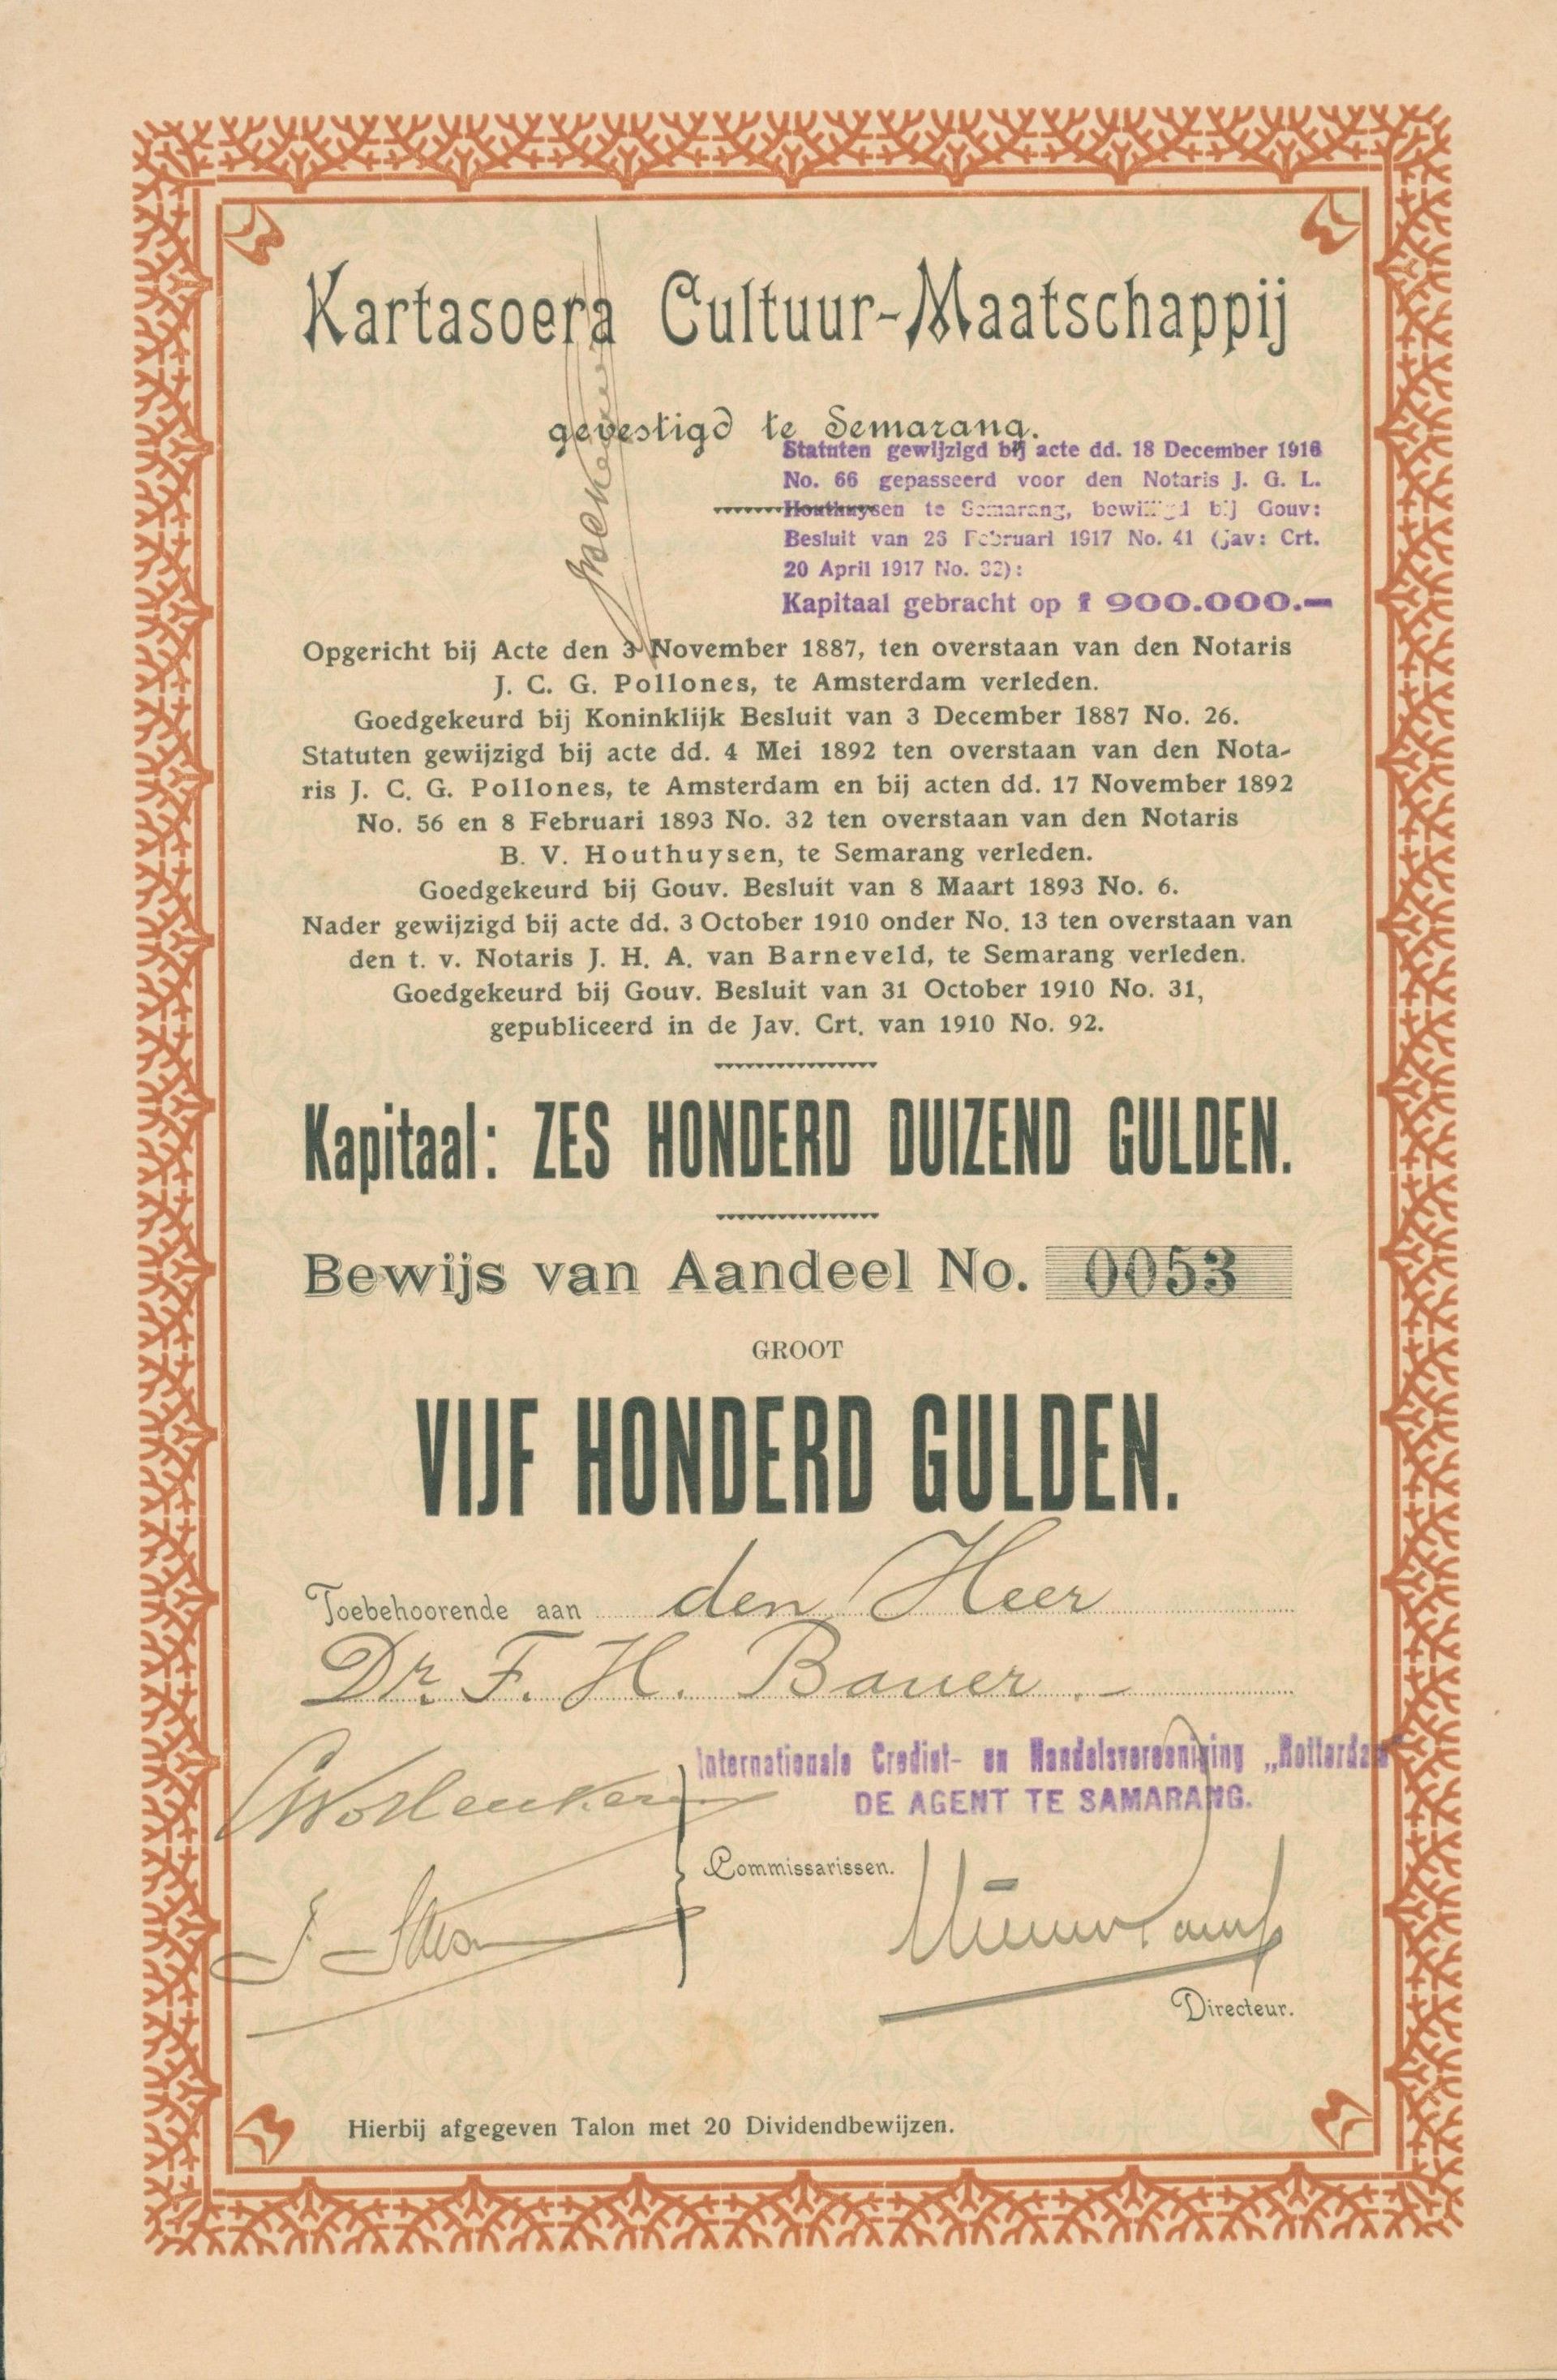 Kartasoera Cultuur-Maatschappij
gevestigd te Semarang.
Statuten gewijzigd bij acte dd. 18 December 1916
No. 66 gepasseerd voor den Notaris J. G. L.
Houthuysen te Semarang, bewilligd bij Gouv:
Besluit van 26 Februari 1917 No. 41 (Jav: Crt.
20 April 1917 No. 32):
Kapitaal gebracht op f 900.000.—
Opgericht bij Acte den 3 November 1887, ten overstaan van den Notaris
J. C. G. Pollones, te Amsterdam verleden.
Goedgekeurd bij Koninklijk Besluit van 3 December 1887 No. 26.
Statuten gewijzigd bij acte dd. 4 Mei 1892 ten overstaan van den Nota-
ris J. C. G. Pollones, te Amsterdam en bij acten dd. 17 November 1892
No. 56 en 8 Februari 1893 No. 32 ten overstaan van den Notaris
B. V. Houthuysen, te Semarang verleden.
Goedgekeurd bij Gouv. Besluit van 8 Maart 1893 No. 6.
Nader gewijzigd bij acte dd. 3 October 1910 onder No. 13 ten overstaan van
den t. v. Notaris J. H. A. van Barneveld, te Semarang verleden.
Goedgekeurd bij Gouv. Besluit van 31 October 1910 No. 31,
gepubliceerd in de Jav. Crt. van 1910 No. 92.
Kapitaal: ZES HONDERD DUIZEND GULDEN.
Bewijs van Aandeel No. 0053
GROOT
VIJF HONDERD GULDEN.
Toebehoorende aan den Heer
Dr. F. H. Bauer.-
Internationale Crediet- en Handelsvereeniging „Rotterdam"
DE AGENT TE SAMARANG.
Commissarissen.
Directeur.
Hierbij afgegeven Talon met 20 Dividendbewijzen.